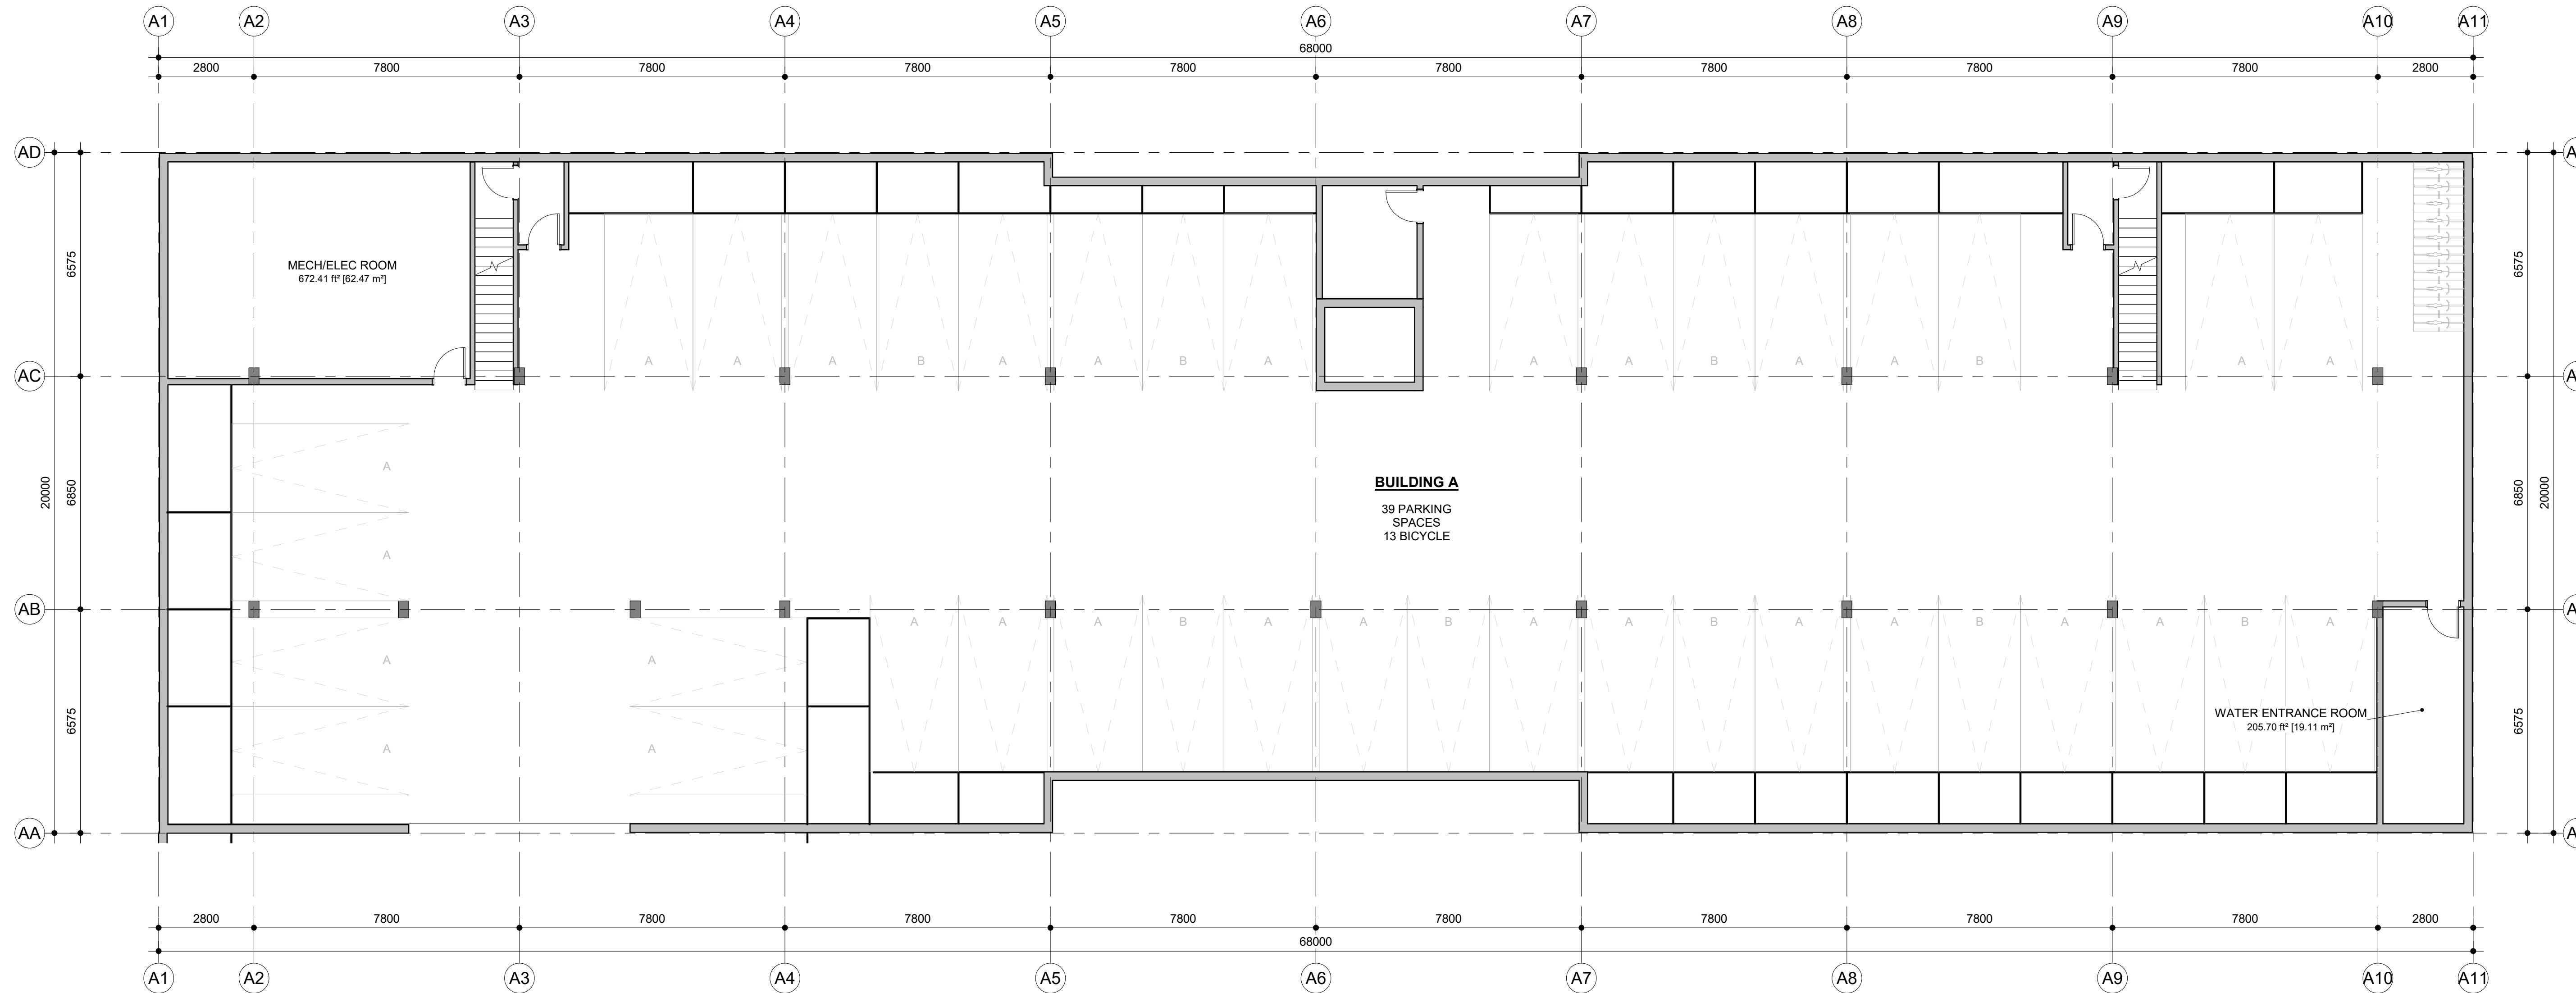 A1 A2 A3 A4 A5 A6 A7 A8 A9 A10 A11
68000
2800 7800 7800 7800 7800 7800 7800 7800 7800 2800
AD
6575 MECH/ELEC ROOM 6575
672.41 ft² [62.47 m²]
A A A B A A B A A A B A A B A A
AC
A
BUILDING A
20000 6850 6850 20000
39 PARKING
SPACES
13 BICYCLE
A
AB
A A A B A A B A A B A A B A A B A
A A
6575 WATER ENTRANCE ROOM 6575
205.70 ft² [19.11 m²]
A A
AA
2800 7800 7800 7800 7800 7800 7800 7800 7800 2800
68000
A1 A2 A3 A4 A5 A6 A7 A8 A9 A10 A11